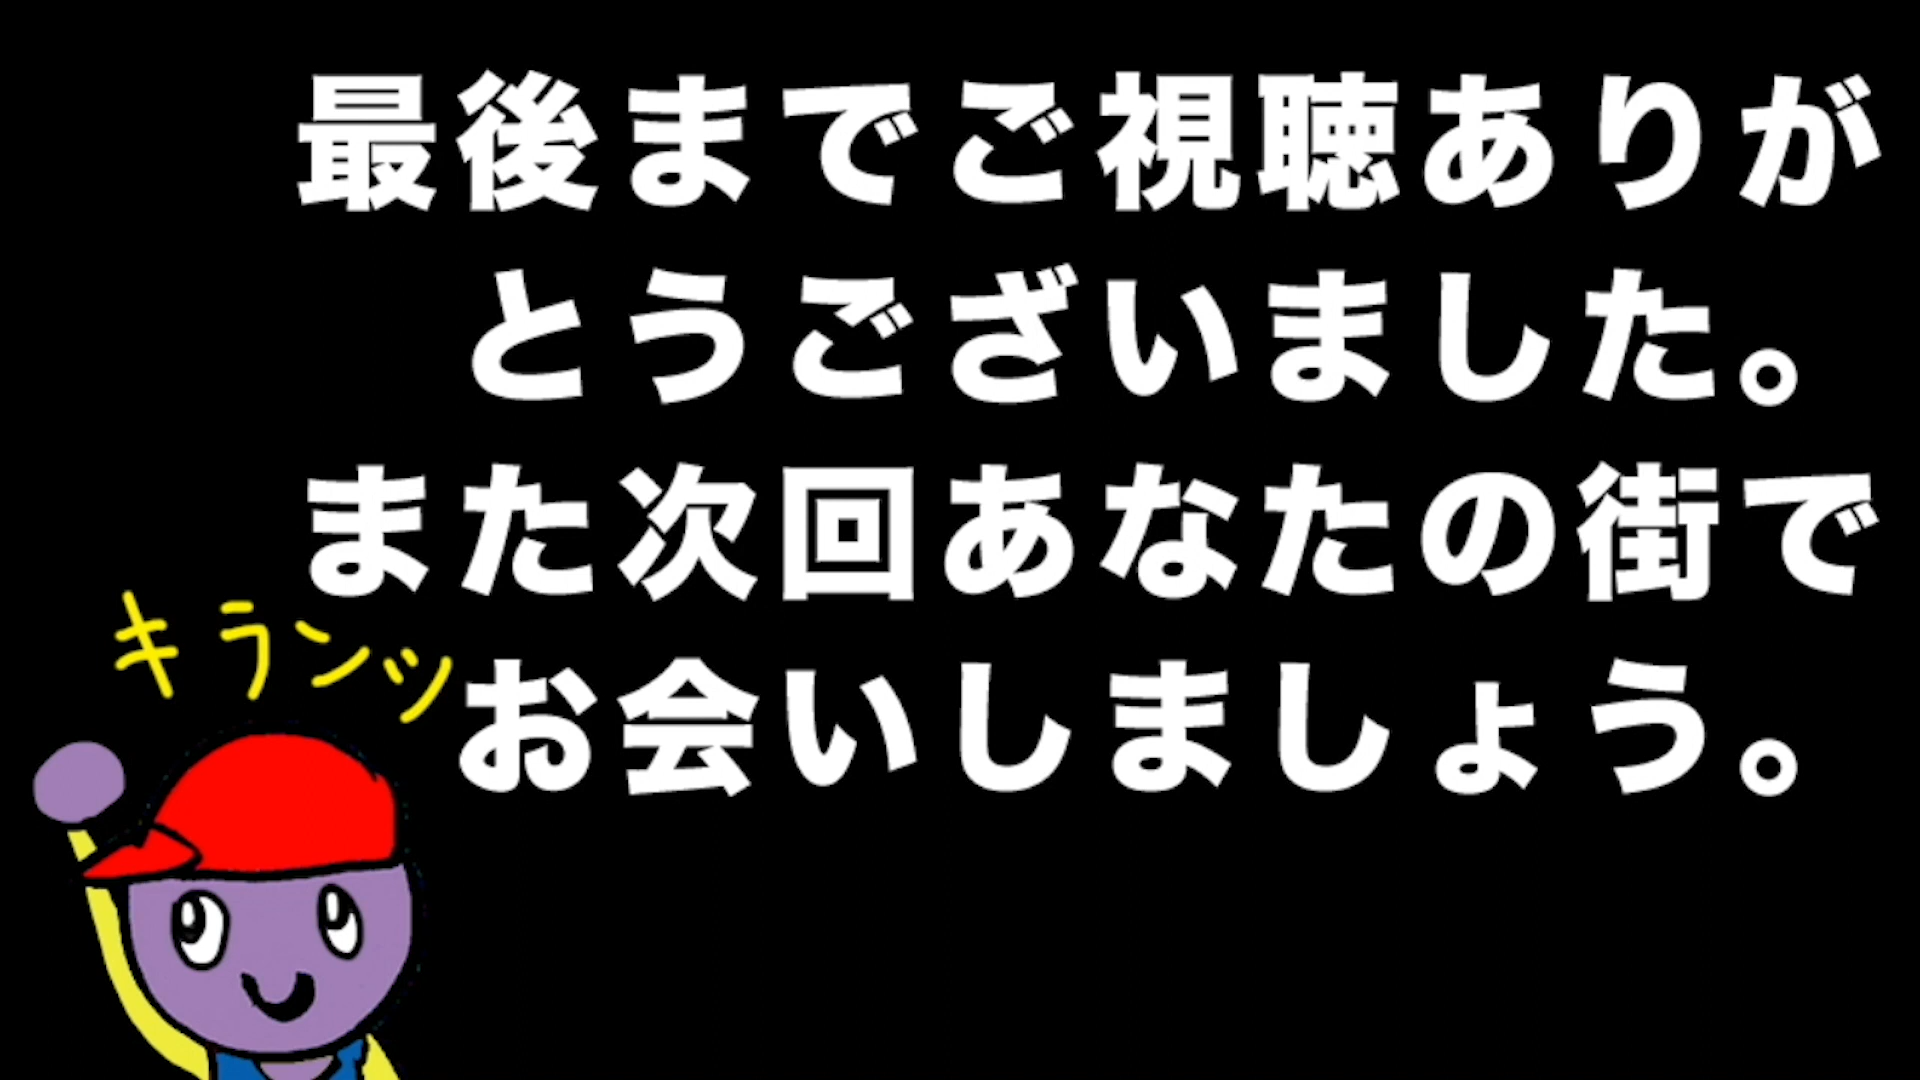 最後までご視聴ありが
とうございました。
また次回あなたの街で
お会いしましょう。
キランッ